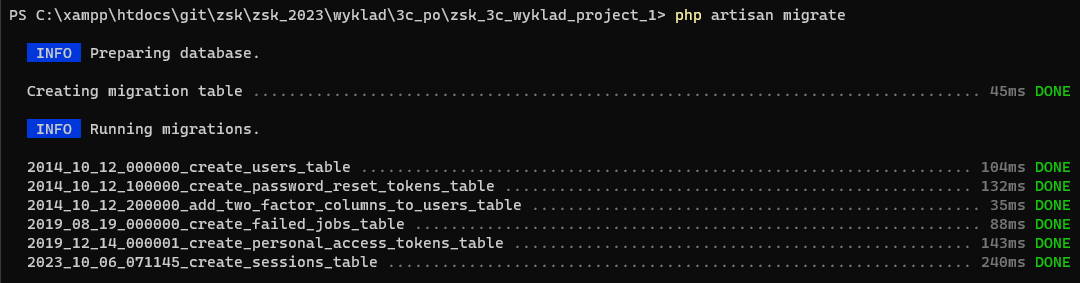 PS C:\xampp\htdocs\git\zsk\zsk_2023\wyklad\3c_po\zsk_3c_wyklad_project_1> php artisan migrate
INFO Preparing database.
Creating migration table ................................................................................. 45ms DONE
INFO Running migrations.
2014_10_12_000000_create_users_table .................................................................... 104ms DONE
2014_10_12_100000_create_password_reset_tokens_table .................................................... 132ms DONE
2014_10_12_200000_add_two_factor_columns_to_users_table .................................................. 35ms DONE
2019_08_19_000000_create_failed_jobs_table ............................................................... 88ms DONE
2019_12_14_000001_create_personal_access_tokens_table ................................................... 143ms DONE
2023_10_06_071145_create_sessions_table ................................................................. 240ms DONE